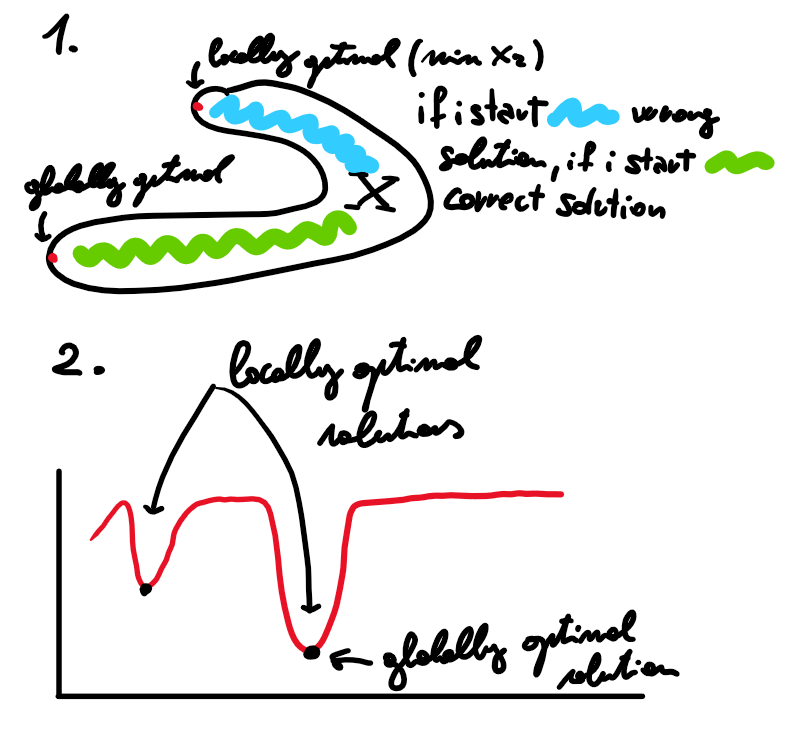 1.
locally optimal (min x₂)
if i start wrong
solution, if i start
correct solution
globally optimal
X
2.
locally optimal
solutions
globally optimal
solution